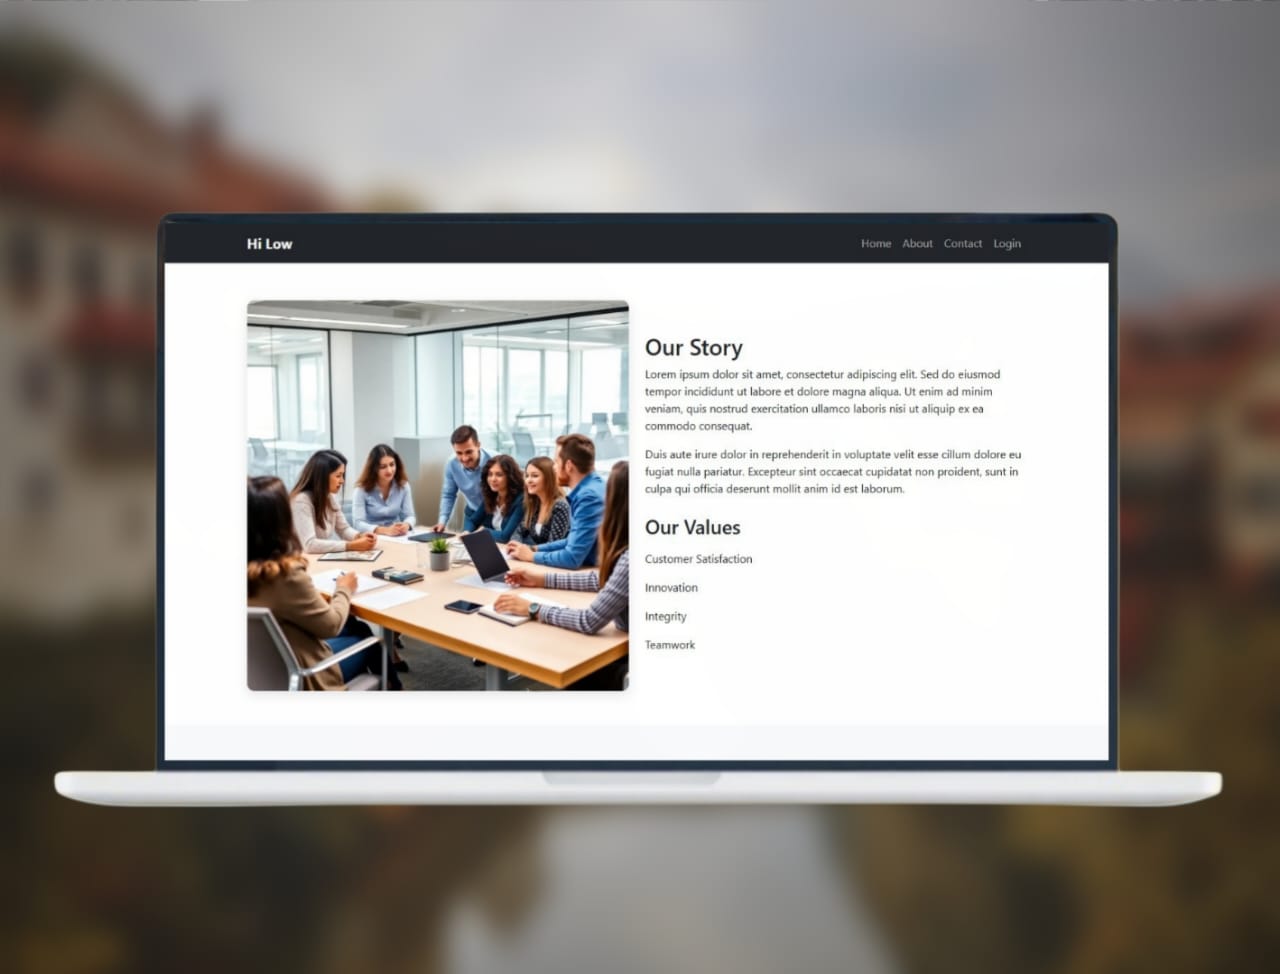 Hi Low
Home About Contact Login
Our Story
Lorem ipsum dolor sit amet, consectetur adipiscing elit. Sed do eiusmod
tempor incididunt ut labore et dolore magna aliqua. Ut enim ad minim
veniam, quis nostrud exercitation ullamco laboris nisi ut aliquip ex ea
commodo consequat.
Duis aute irure dolor in reprehenderit in voluptate velit esse cillum dolore eu
fugiat nulla pariatur. Excepteur sint occaecat cupidatat non proident, sunt in
culpa qui officia deserunt mollit anim id est laborum.
Our Values
Customer Satisfaction
Innovation
Integrity
Teamwork